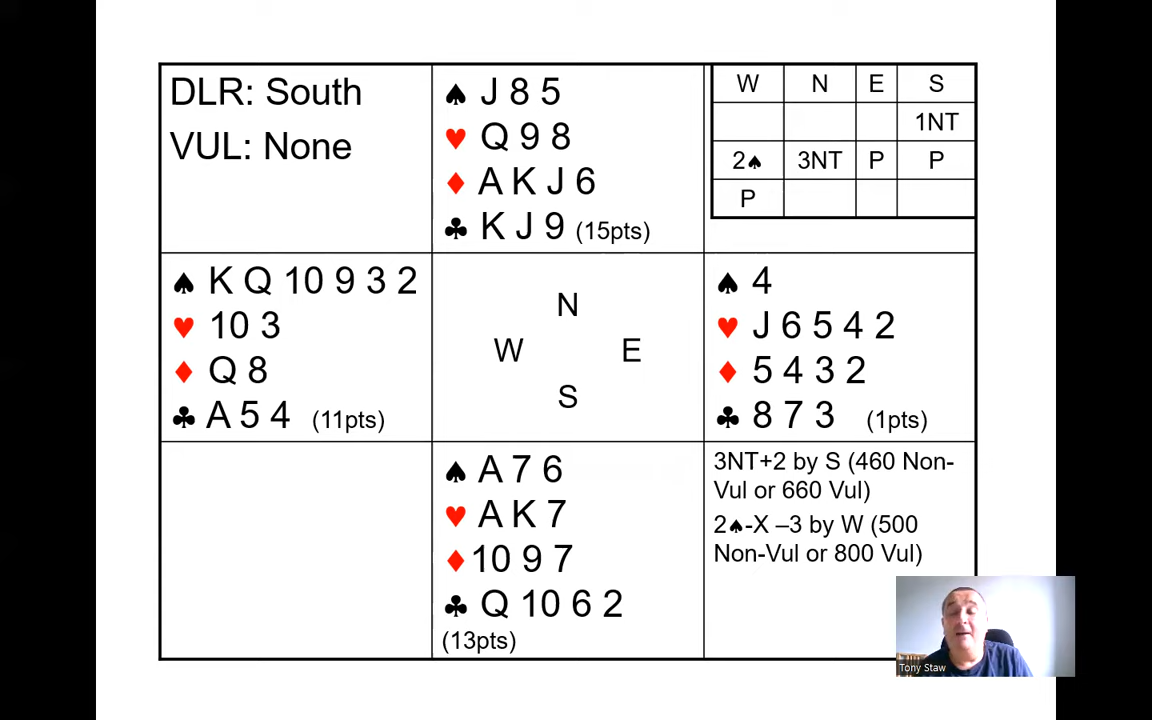 DLR: South
VUL: None
♠ J 8 5
♥ Q 9 8
♦ A K J 6
♣ K J 9 (15pts)
W N E S
1NT
2♠ 3NT P P
P
♠ K Q 10 9 3 2
♥ 10 3
♦ Q 8
♣ A 5 4 (11pts)
N
W E
S
♠ 4
♥ J 6 5 4 2
♦ 5 4 3 2
♣ 8 7 3 (1pts)
♠ A 7 6
♥ A K 7
♦ 10 9 7
♣ Q 10 6 2
(13pts)
3NT+2 by S (460 Non-
Vul or 660 Vul)
2♠-X –3 by W (500
Non-Vul or 800 Vul)
Tony Staw